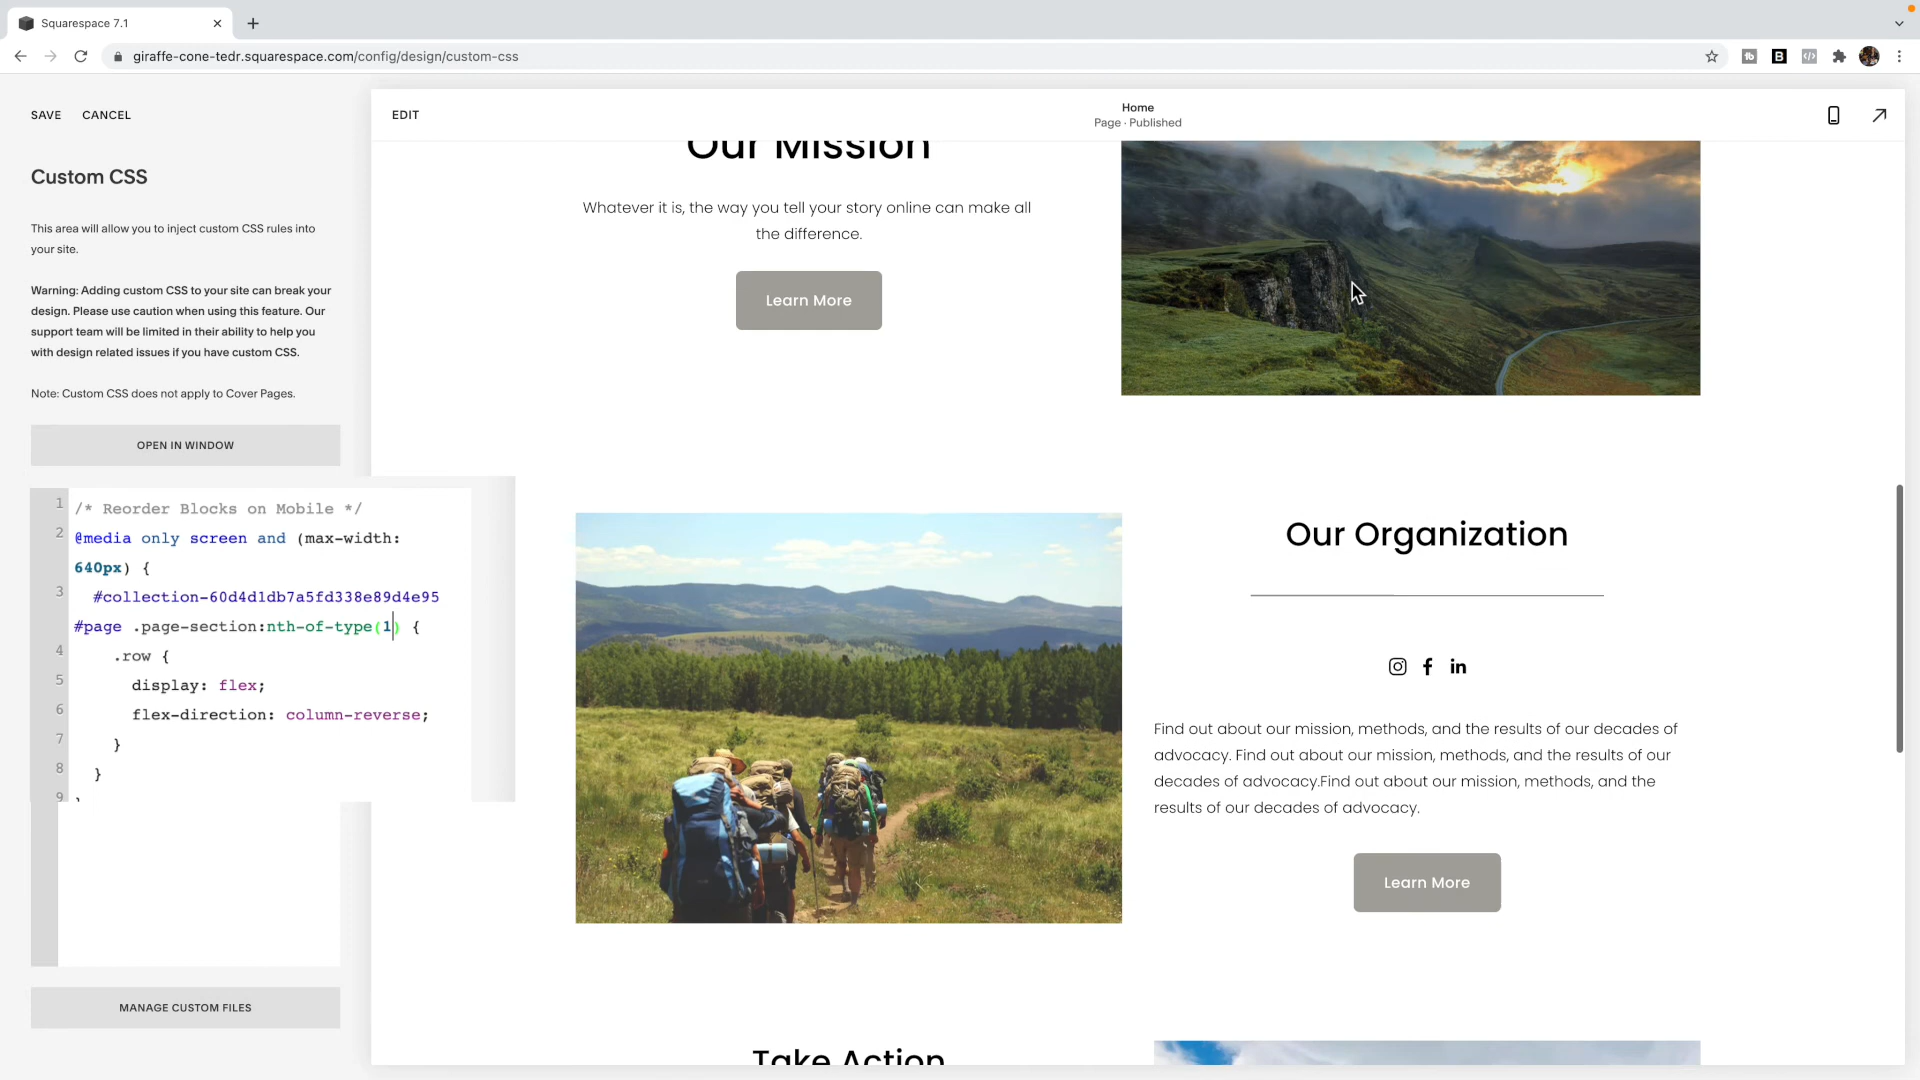 Squarespace 7.1
giraffe-cone-tedr.squarespace.com/config/design/custom-css
SAVE CANCEL
EDIT
Home
Page · Published
Custom CSS
This area will allow you to inject custom CSS rules into
your site.
Warning: Adding custom CSS to your site can break your
design. Please use caution when using this feature. Our
support team will be limited in their ability to help you
with design related issues if you have custom CSS.
Note: Custom CSS does not apply to Cover Pages.
OPEN IN WINDOW
1 /* Reorder Blocks on Mobile */
2 @media only screen and (max-width:
640px) {
3 #collection-60d4d1db7a5fd338e89d4e95
#page .page-section:nth-of-type(1) {
4 .row {
5 display: flex;
6 flex-direction: column-reverse;
7 }
8 }
9
MANAGE CUSTOM FILES
Our Mission
Whatever it is, the way you tell your story online can make all
the difference.
Learn More
Our Organization
Find out about our mission, methods, and the results of our decades of
advocacy. Find out about our mission, methods, and the results of our
decades of advocacy.Find out about our mission, methods, and the
results of our decades of advocacy.
Learn More
Take Action